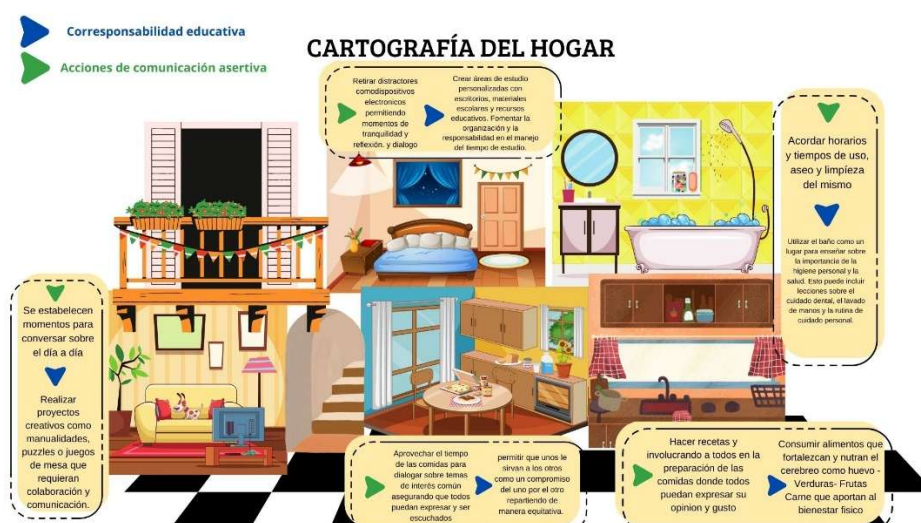 Corresponsabilidad educativa
Acciones de comunicación asertiva
CARTOGRAFÍA DEL HOGAR
Retirar distractores
comodispositivos
electronicos
permitiendo
momentos de
tranquilidad y
reflexión. y dialogo
Crear áreas de estudio
personalizadas con
escritorios, materiales
escolares y recursos
educativos. Fomentar la
organización y la
responsabilidad en el manejo
del tiempo de estudio.
Acordar horarios
y tiempos de uso,
aseo y limpíeza
del mismo
Utilizar el baño como un
lugar para enseñar sobre
la importancia de la
higiene personal y la
salud. Esto puede incluir
lecciones sobre el
cuidado dental, el lavado
de manos y la rutina de
cuidado personal.
Se establecen
momentos para
conversar sobre
el día a día
Realizar
proyectos
creativos como
manualidades,
puzzles o juegos
de mesa que
requieran
colaboración y
comunicación.
Aprovechar el tiempo
de las comidas para
dialogar sobre temas
de interés común
asegurando que todos
puedan expresar y ser
escuchados
permitir que unos le
sirvan a los otros
como un compromiso
del uno por el otro
repartiendo de
manera equitativa.
Hacer recetas y
involucrando a todos en la
preparación de las
comidas donde todos
puedan expresar su
opinion y gusto
Consumir alimentos que
fortalezcan y nutran el
cerebreo como huevo -
Verduras- Frutas
Carne que aportan al
bienestar fisico